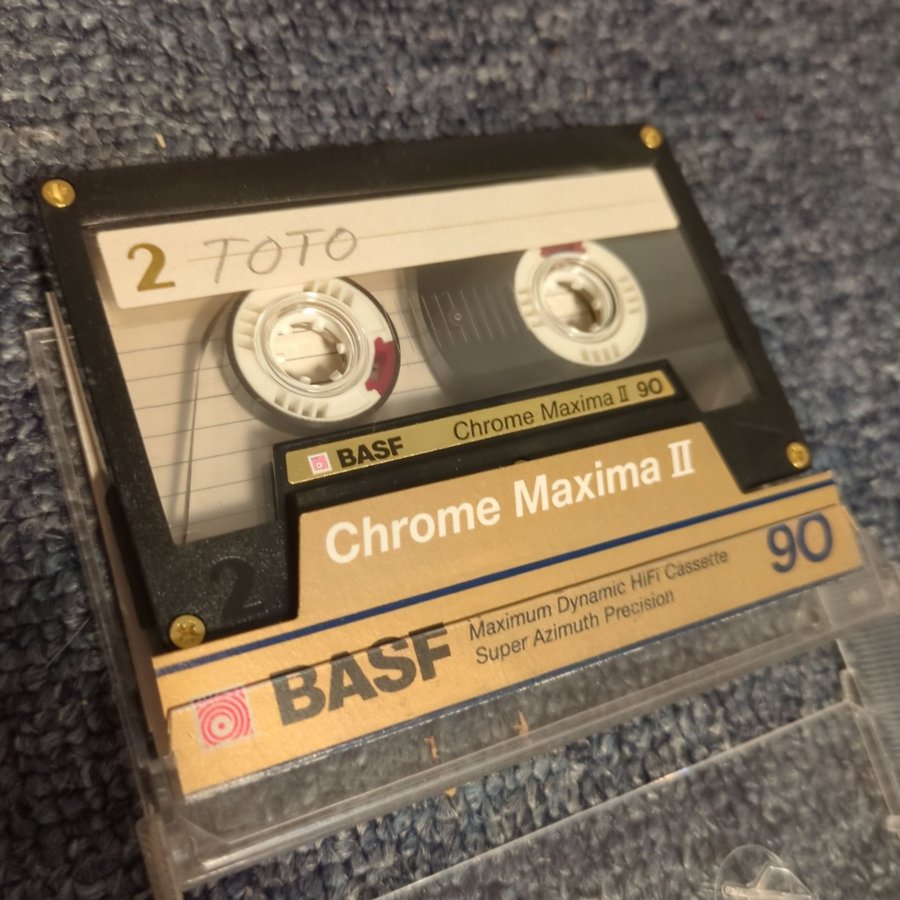 2 TOTO
BASF Chrome Maxima II 90
Chrome Maxima II
2
90
BASF
Maximum Dynamic HiFi Cassette
Super Azimuth Precision